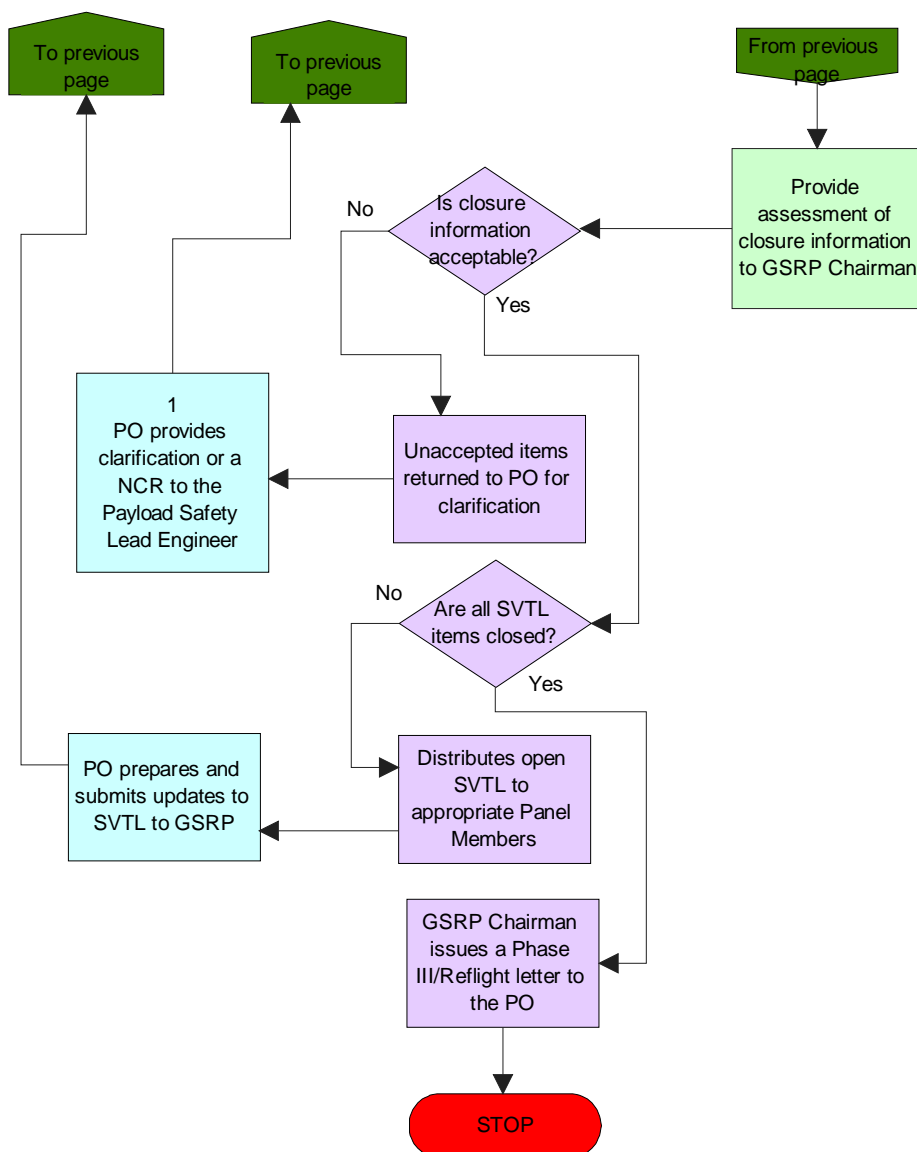 To previous
page
To previous
page
From previous
page
Provide
assessment of
closure information
to GSRP Chairman
Is closure
information
acceptable?
No
Yes
1
PO provides
clarification or a
NCR to the
Payload Safety
Lead Engineer
Unaccepted items
returned to PO for
clarification
Are all SVTL
items closed?
No
Yes
PO prepares and
submits updates to
SVTL to GSRP
Distributes open
SVTL to
appropriate Panel
Members
GSRP Chairman
issues a Phase
III/Reflight letter to
the PO
STOP